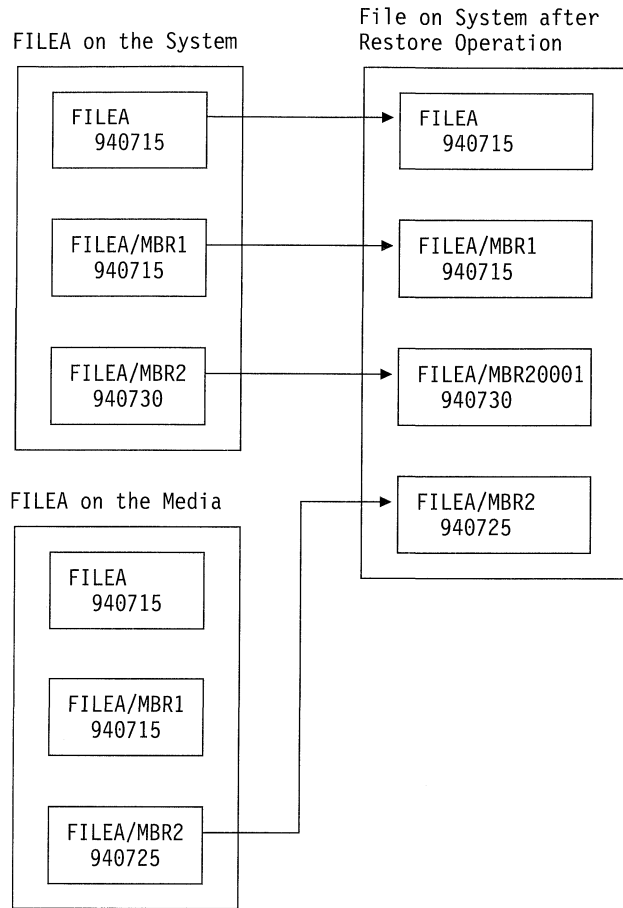 FILEA on the System
FILEA
940715
FILEA/MBR1
940715
FILEA/MBR2
940730
FILEA on the Media
FILEA
940715
FILEA/MBR1
940715
FILEA/MBR2
940725
File on System after
Restore Operation
FILEA
940715
FILEA/MBR1
940715
FILEA/MBR20001
940730
FILEA/MBR2
940725